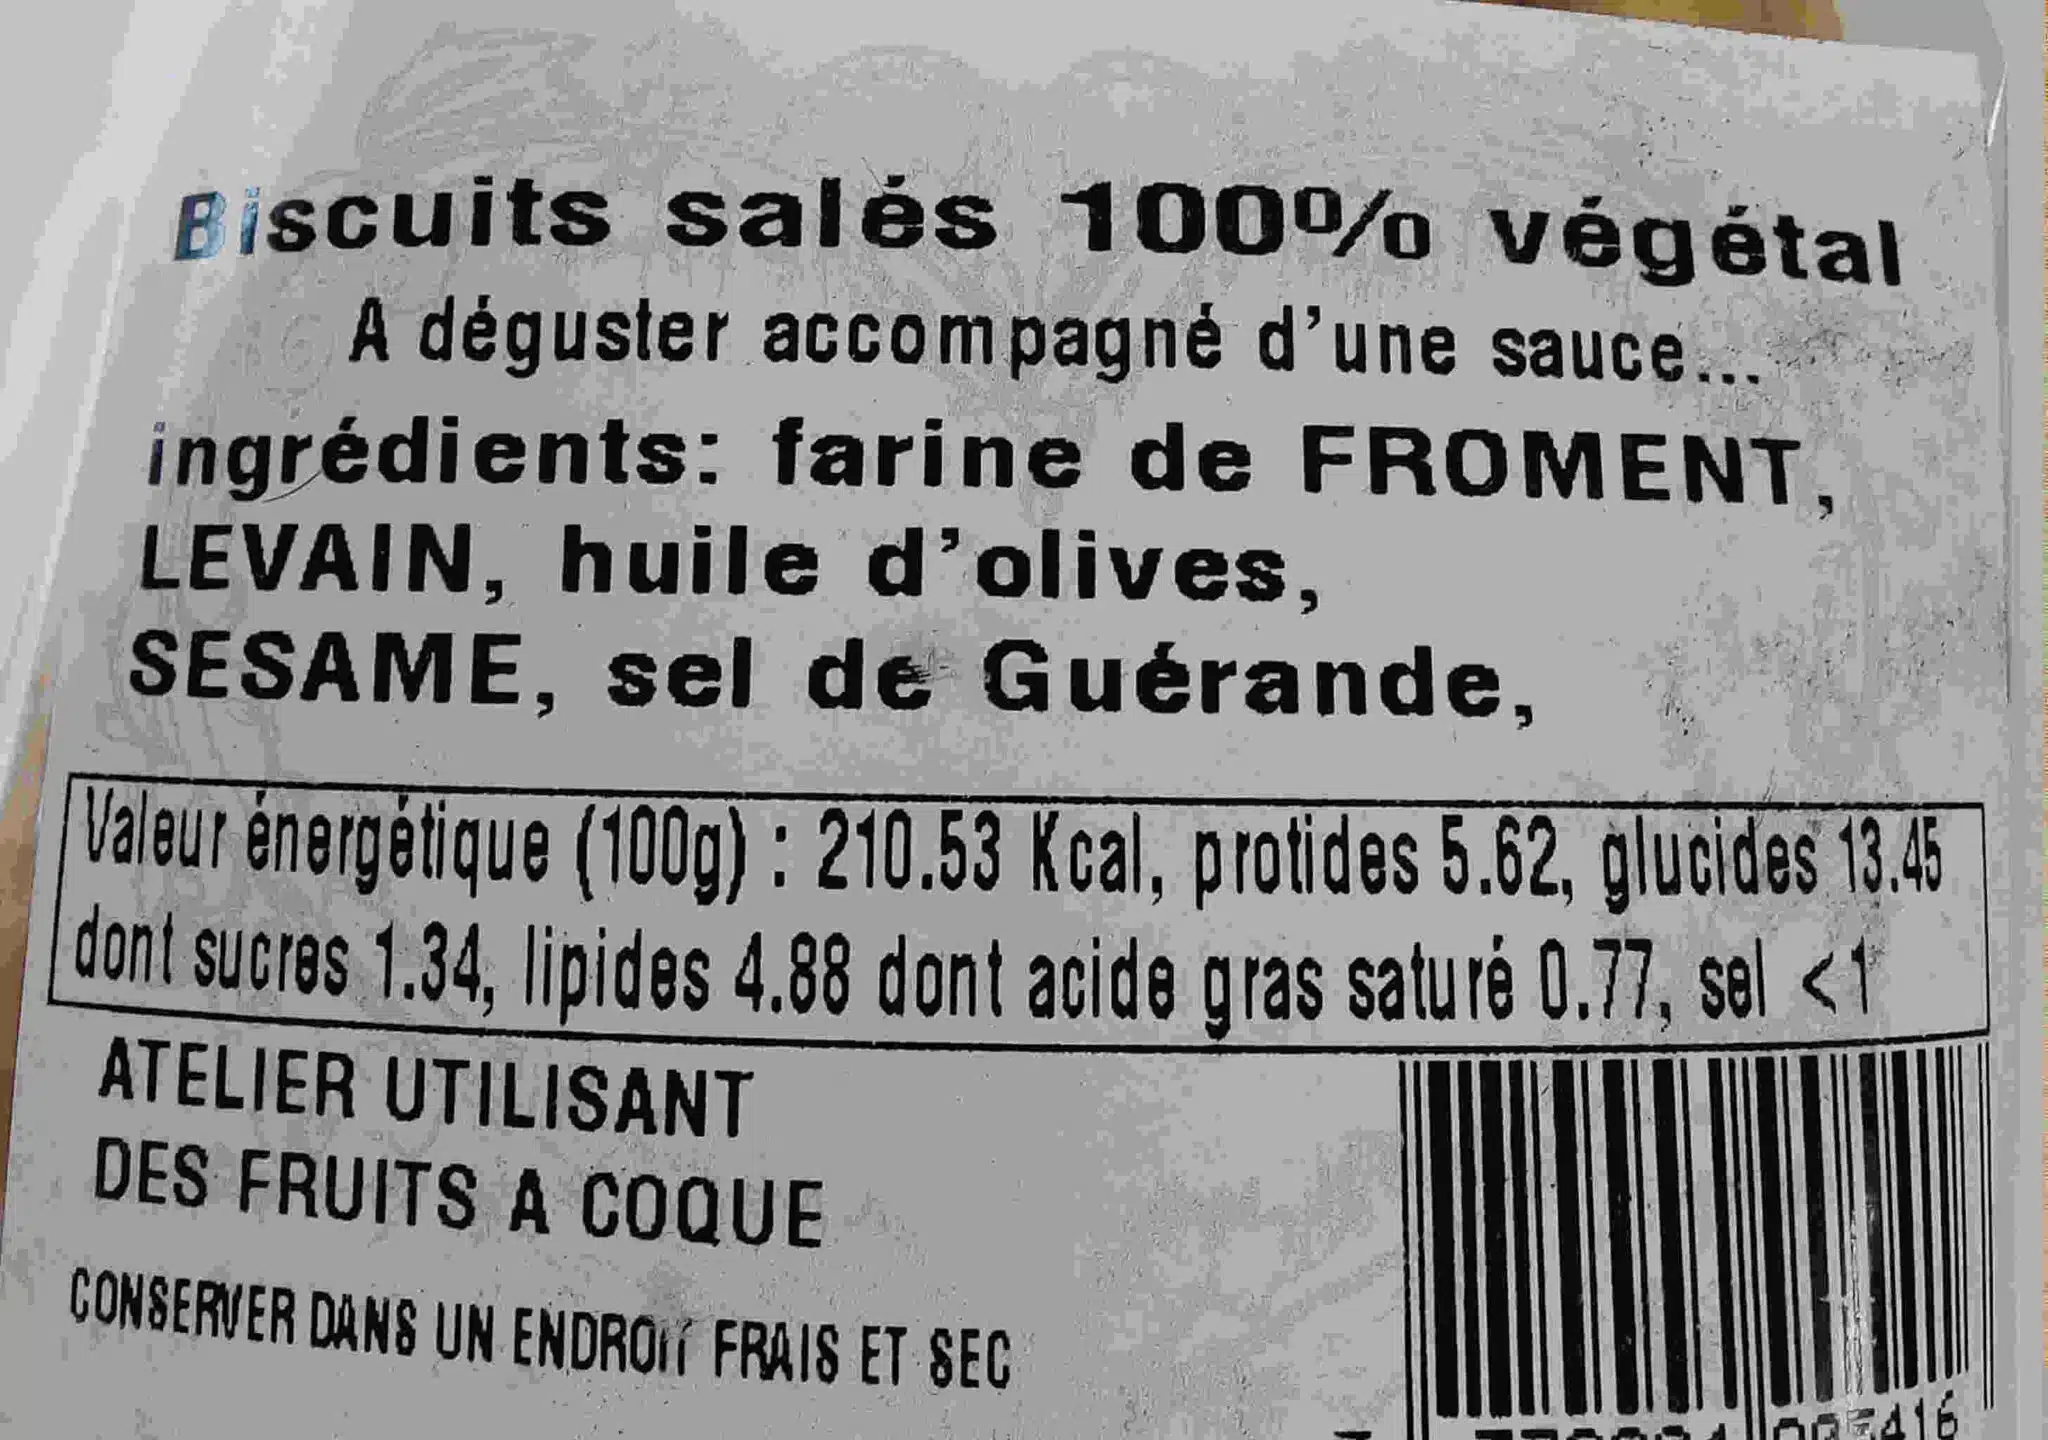 Biscuits salés 100% végétal
A déguster accompagné d'une sauce...
ingrédients: farine de FROMENT,
LEVAIN, huile d'olives,
SESAME, sel de Guérande,
Valeur énergétique (100g) : 210.53 Kcal, protides 5.62, glucides 13.45
dont sucres 1.34, lipides 4.88 dont acide gras saturé 0.77, sel <1
ATELIER UTILISANT
DES FRUITS A COQUE
CONSERVER DANS UN ENDROIT FRAIS ET SEC